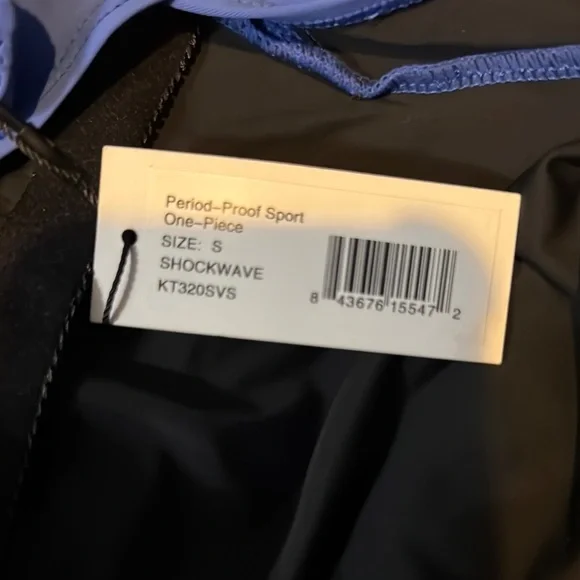 Period-Proof Sport
One-Piece
SIZE: S
SHOCKWAVE
KT320SVS
8 43676 15547 2